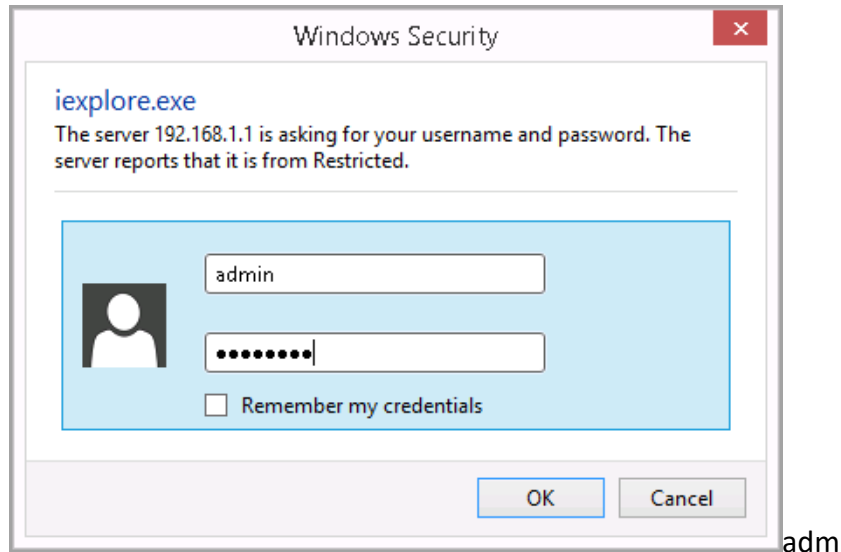 Windows Security
iexplore.exe
The server 192.168.1.1 is asking for your username and password. The
server reports that it is from Restricted.
admin
••••••••
Remember my credentials
OK
Cancel
adm